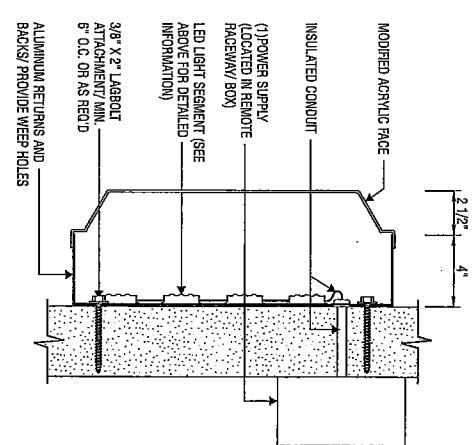 MODIFIED ACRYLIC FACE
INSULATED CONDUIT
(1)POWER SUPPLY
(LOCATED IN REMOTE
RACEWAY/ BOX)
LED LIGHT SEGMENT (SEE
ABOVE FOR DETAILED
INFORMATION)
3/8" X 2" LAGBOLT
ATTACHMENT/ MIN.
6" O.C. OR AS REQ'D
ALUMINUM RETURNS AND
BACKS/ PROVIDE WEEP HOLES
2 1/2"
4"